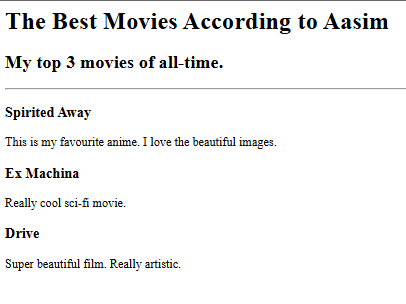 The Best Movies According to Aasim
My top 3 movies of all-time.
Spirited Away
This is my favourite anime. I love the beautiful images.
Ex Machina
Really cool sci-fi movie.
Drive
Super beautiful film. Really artistic.